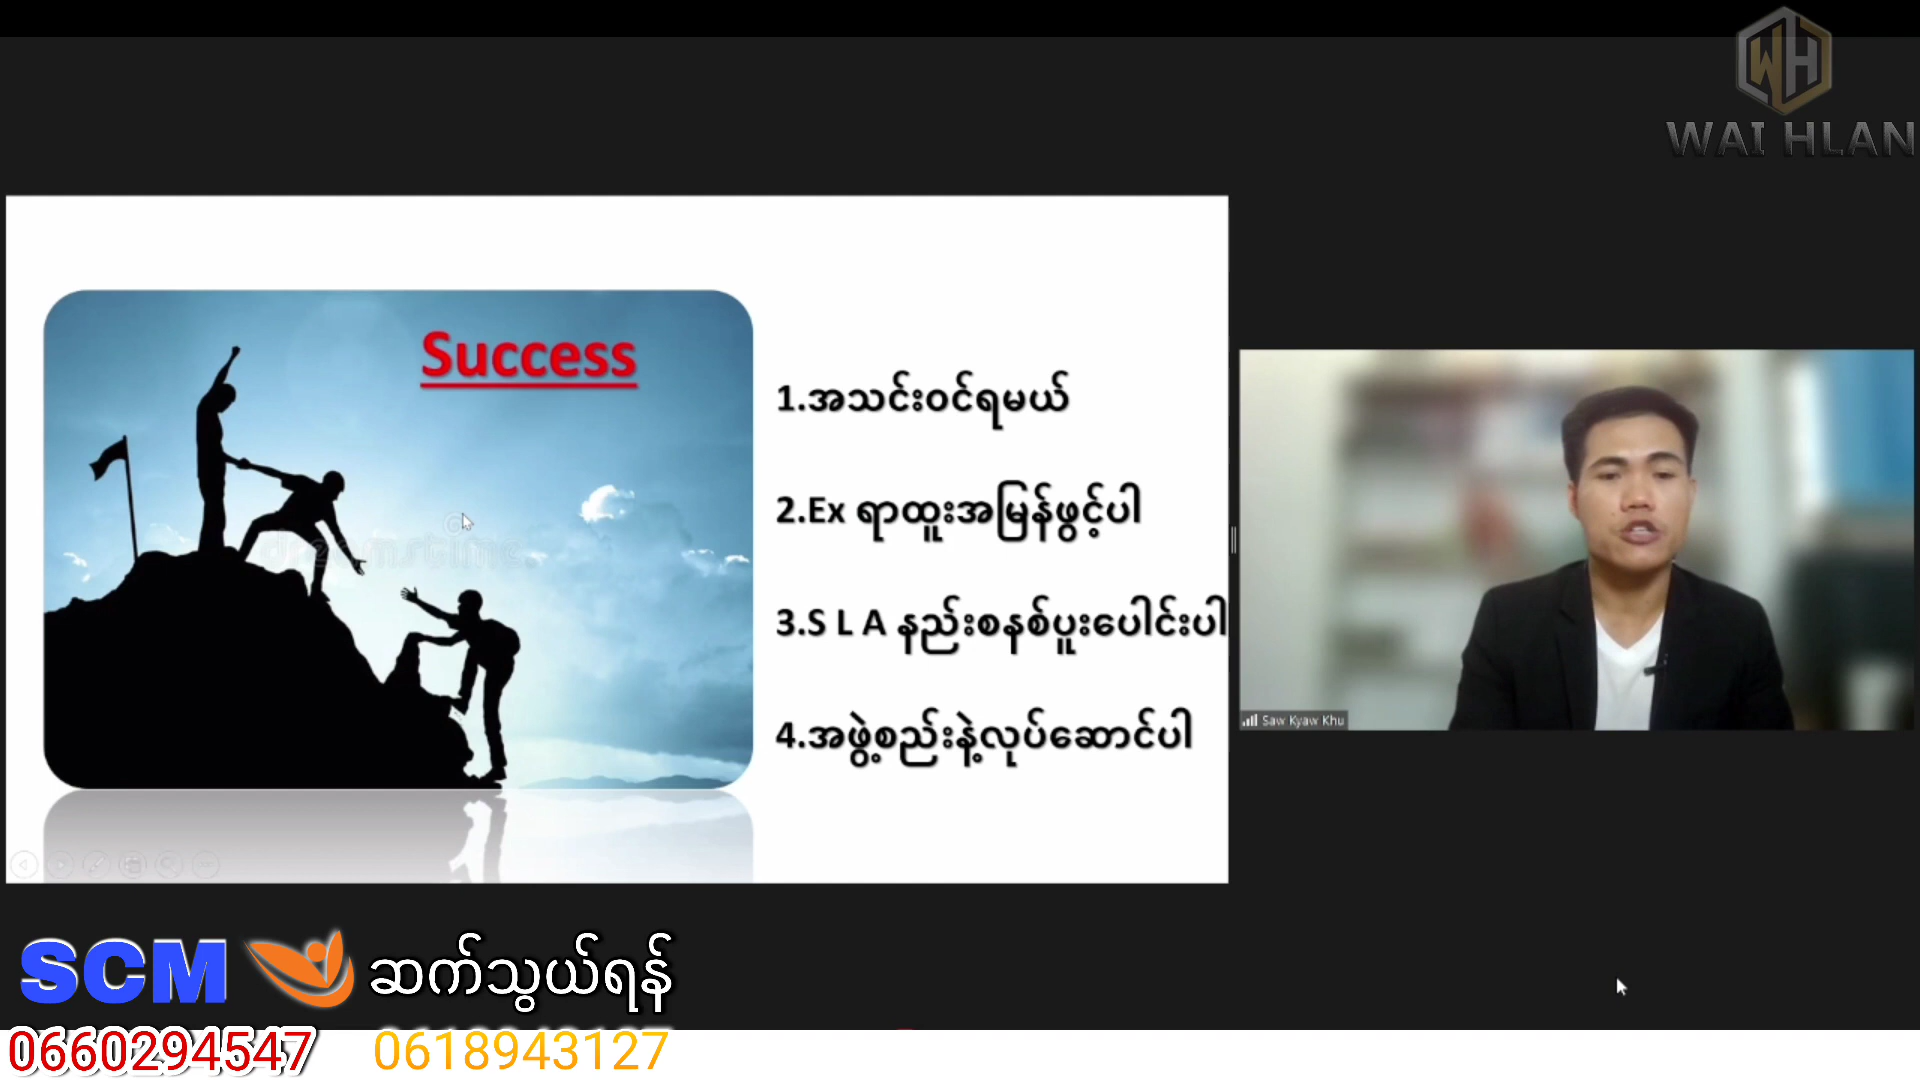 WH
WAI HLAN
Success
1.အသင်းဝင်ရမယ်
2.Ex ရာထူးအမြန်ဖွင့်ပါ
3.S L A နည်းစနစ်ပူးပေါင်းပါ
4.အဖွဲ့စည်းနဲ့လုပ်ဆောင်ပါ
dreamstime
Saw Kyaw Khu
SCM ဆက်သွယ်ရန်
0660294547 0618943127